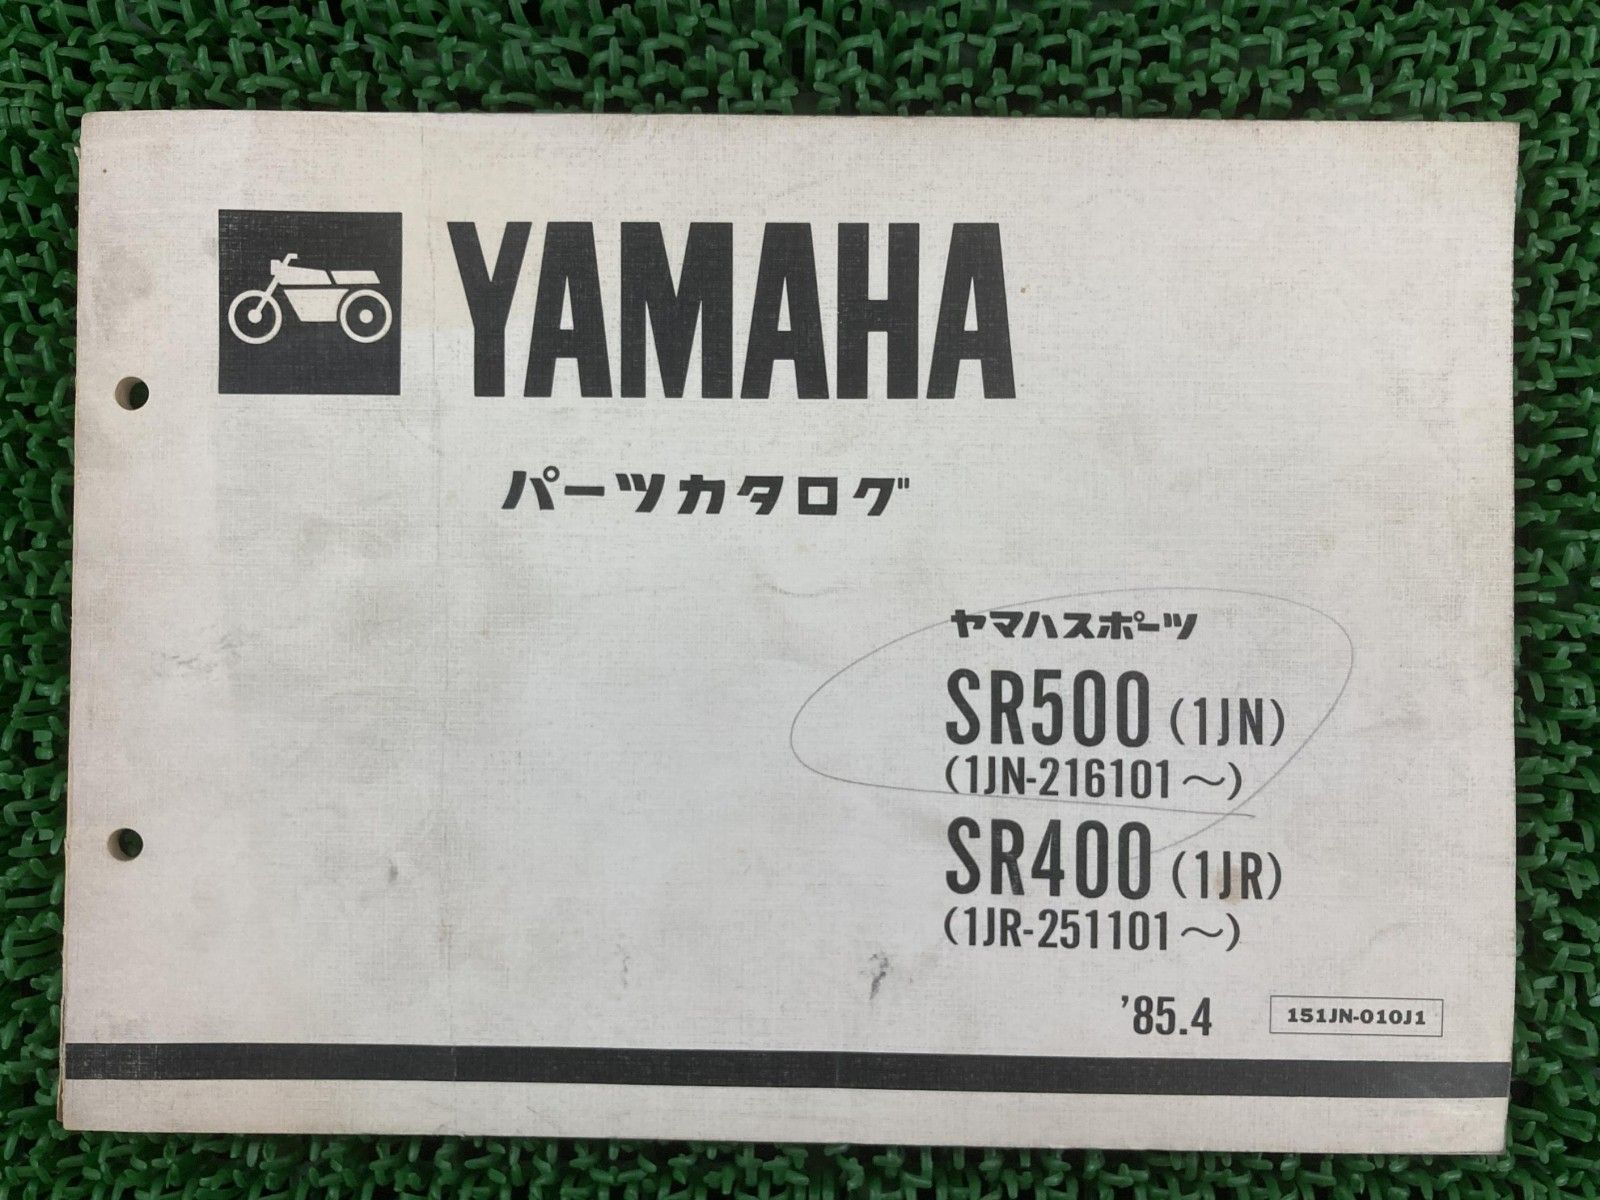 YAMAHA
パーツカタログ
ヤマハスポーツ
SR500 (1JN)
(1JN-216101～)
SR400 (1JR)
(1JR-251101～)
'85.4
151JN-010J1